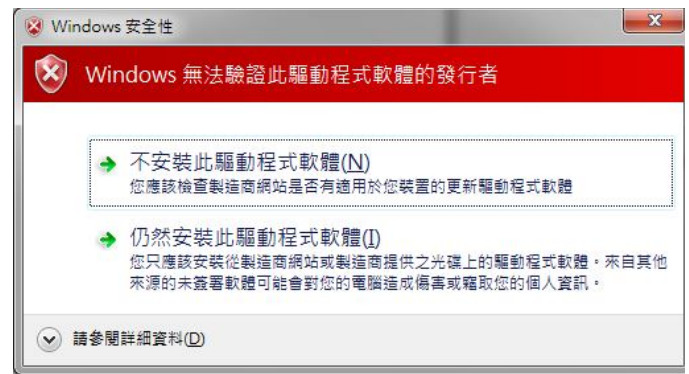 Windows 安全性
Windows 無法驗證此驅動程式軟體的發行者
不安裝此驅動程式軟體(N)
您應該檢查製造商網站是否有適用於您裝置的更新驅動程式軟體
仍然安裝此驅動程式軟體(I)
您只應該安裝從製造商網站或製造商提供之光碟上的驅動程式軟體。來自其他
來源的未簽署軟體可能會對您的電腦造成傷害或竊取您的個人資訊。
請參閱詳細資料(D)